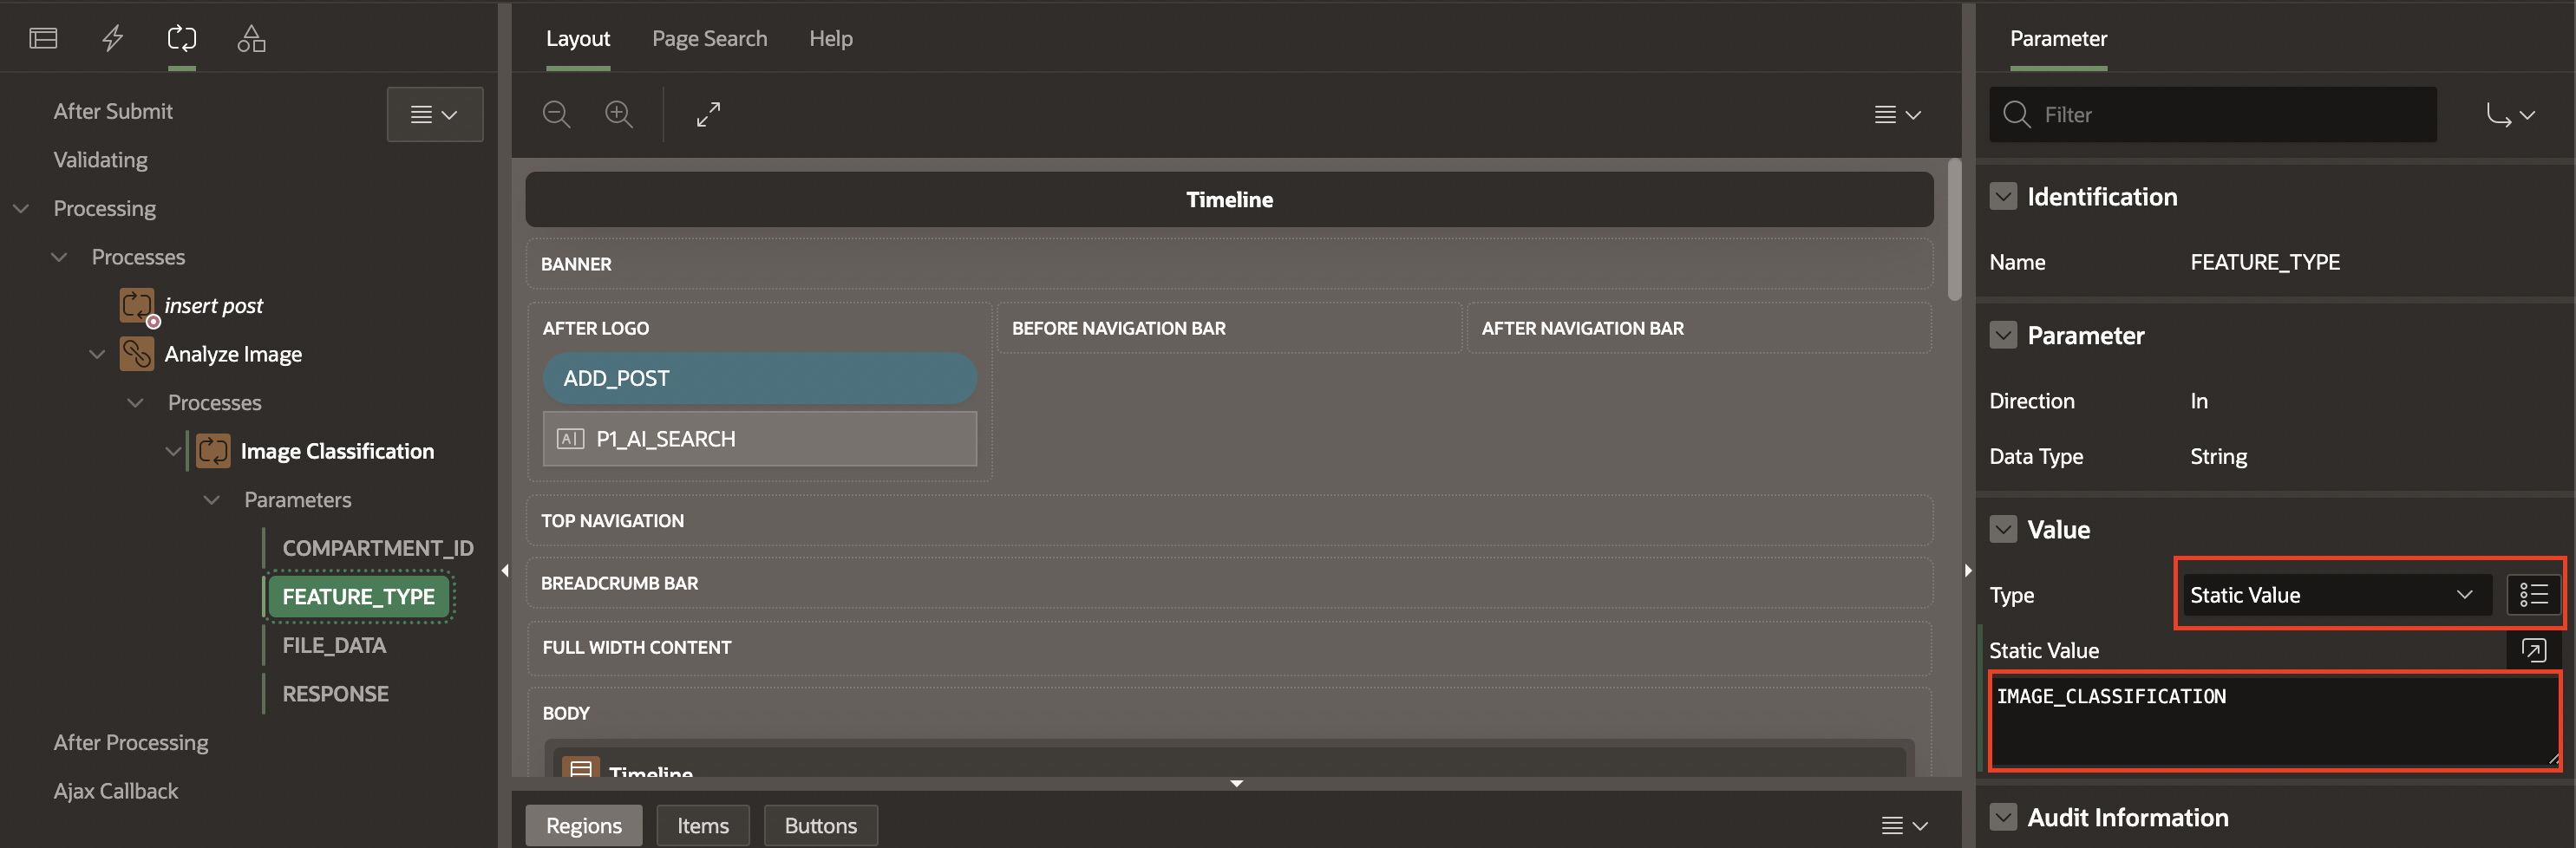 After Submit
Validating
Processing
Processes
insert post
Analyze Image
Processes
Image Classification
Parameters
COMPARTMENT_ID
FEATURE_TYPE
FILE_DATA
RESPONSE
After Processing
Ajax Callback
Layout Page Search Help
Timeline
BANNER
AFTER LOGO BEFORE NAVIGATION BAR AFTER NAVIGATION BAR
ADD_POST
A P1_AI_SEARCH
TOP NAVIGATION
BREADCRUMB BAR
FULL WIDTH CONTENT
BODY
Timeline
Regions Items Buttons
Parameter
Filter
Identification
Name FEATURE_TYPE
Parameter
Direction In
Data Type String
Value
Type Static Value
Static Value
IMAGE_CLASSIFICATION
Audit Information